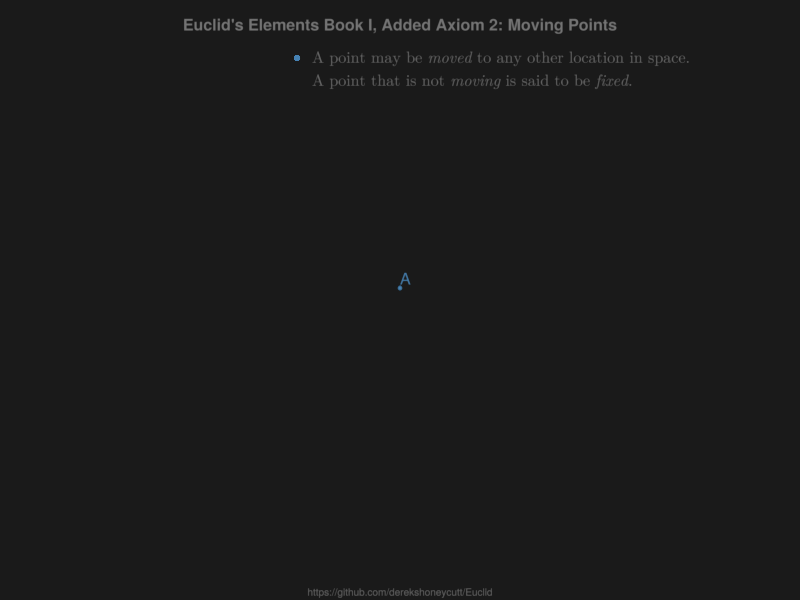 Euclid's Elements Book I, Added Axiom 2: Moving Points
A point may be moved to any other location in space.
A point that is not moving is said to be fixed.
A
https://github.com/derekshoneycutt/Euclid